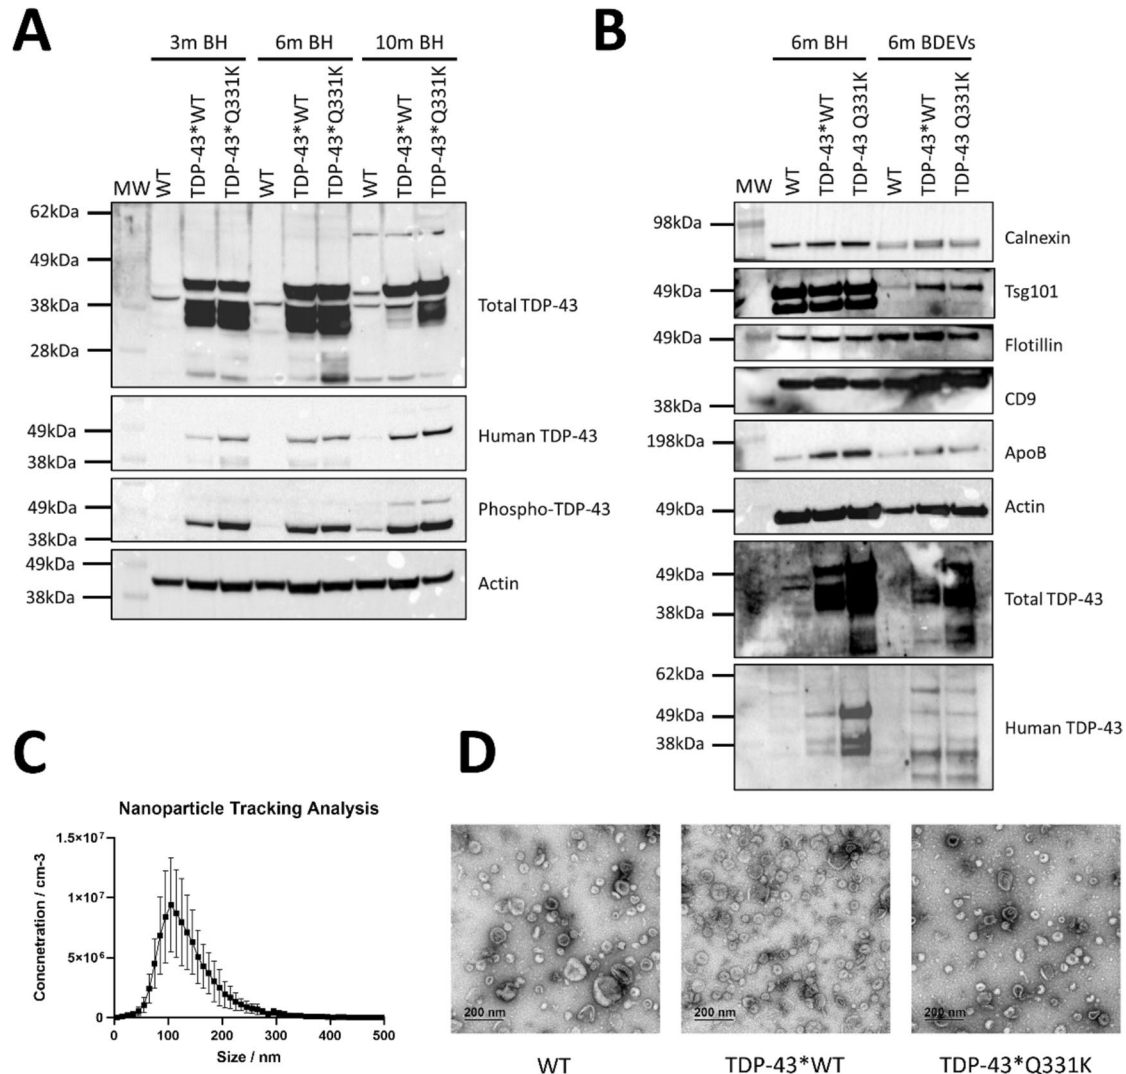 A
3m BH 6m BH 10m BH
MW WT TDP-43*WT TDP-43*Q331K WT TDP-43*WT TDP-43*Q331K WT TDP-43*WT TDP-43*Q331K
62kDa
49kDa
38kDa
28kDa
Total TDP-43
49kDa
38kDa
Human TDP-43
49kDa
38kDa
Phospho-TDP-43
49kDa
38kDa
Actin
B
6m BH 6m BDEVs
MW WT TDP-43*WT TDP-43 Q331K WT TDP-43*WT TDP-43 Q331K
98kDa
Calnexin
49kDa
Tsg101
49kDa
Flotillin
38kDa
CD9
198kDa
ApoB
49kDa
Actin
49kDa
38kDa
Total TDP-43
62kDa
49kDa
38kDa
Human TDP-43
C
Nanoparticle Tracking Analysis
Concnetration / cm-3
1.5×10⁷
1×10⁷
5×10⁶
0
0 100 200 300 400 500
Size / nm
D
200 nm 200 nm 200 nm
WT TDP-43*WT TDP-43*Q331K